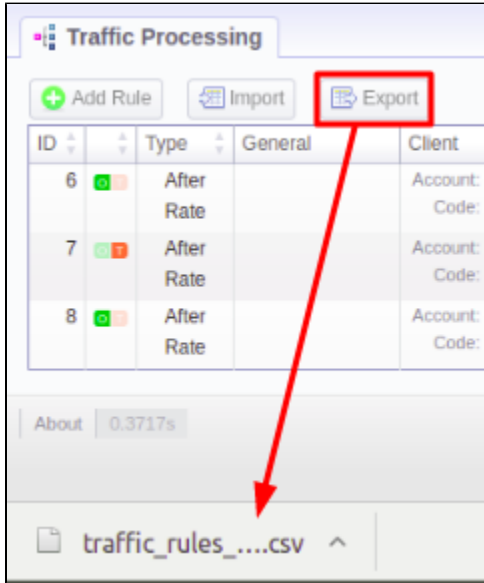 Traffic Processing
Add Rule Import Export
ID Type General Client
6 O After Rate Account: Code:
7 O T After Rate Account: Code:
8 O After Rate Account: Code:
About 0.3717s
traffic_rules_....csv